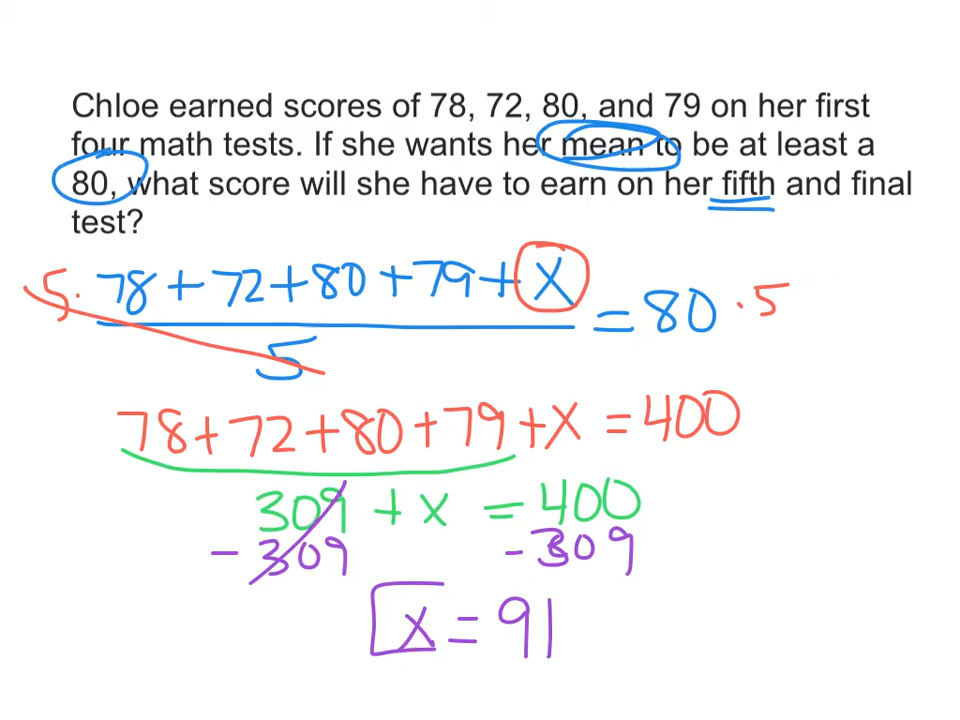 Chloe earned scores of 78, 72, 80, and 79 on her first
four math tests. If she wants her mean to be at least a
80, what score will she have to earn on her fifth and final
test?
5· 78+72+80+79+X
5
=80 ·5
78+72+80+79+X=400
309+X=400
-309 -309
X=91